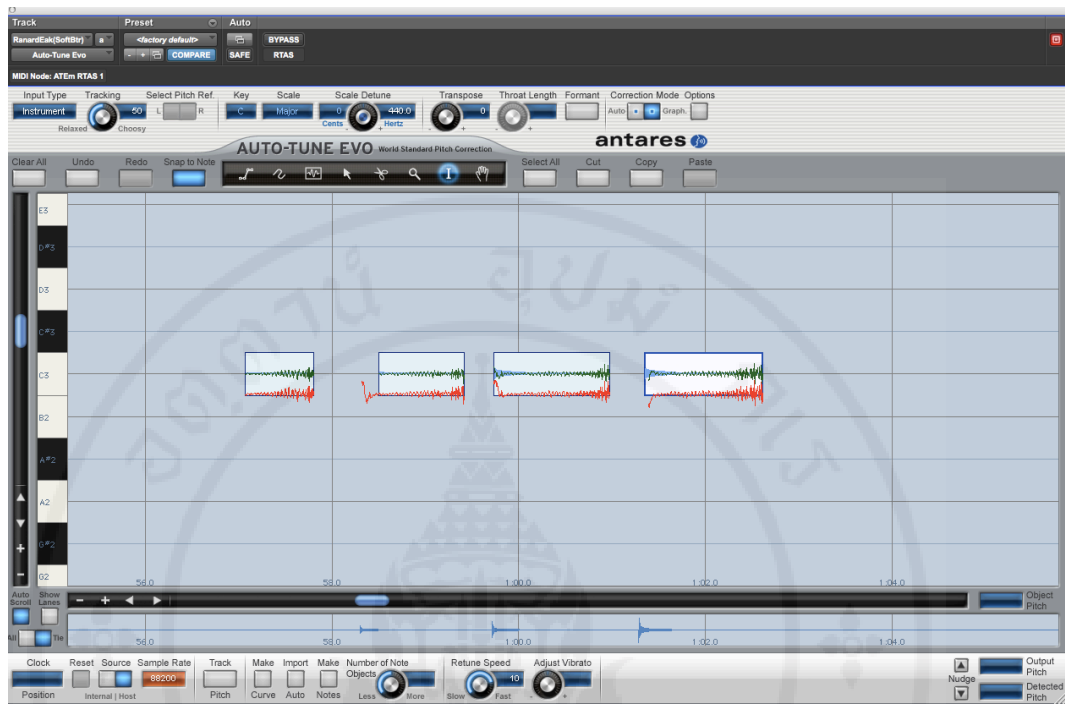 Track Preset Auto
RanardEak(SoftBtr) a <factory default>
BYPASS
Auto-Tune Evo - + COMPARE SAFE RTAS
MIDI Node: ATEm RTAS 1
Input Type Tracking Select Pitch Ref. Key Scale Scale Detune Transpose Throat Length Formant Correction Mode Options
Instrument 50 L R C Major 0 440.0 0 Auto Graph.
Cents - + Hertz - + - +
Relaxed Choosy
antares
AUTO-TUNE EVO World Standard Pitch Correction
Clear All Undo Redo Snap to Note Select All Cut Copy Paste
E3
D#3
D3
C#3
C3
B2
A#2
A2
G#2
G2
56.0 58.0 1:00.0 1:02.0 1:04.0
Auto Scroll Show Lanes - + Object Pitch
All Tie 56.0 58.0 1:00.0 1:02.0 1:04.0
Clock Reset Source Sample Rate Track Make Import Make Number of Note Objects Retune Speed Adjust Vibrato Output Pitch
88200 10 Nudge
Position Internal | Host Pitch Curve Auto Notes Less More Slow Fast - + Detected Pitch